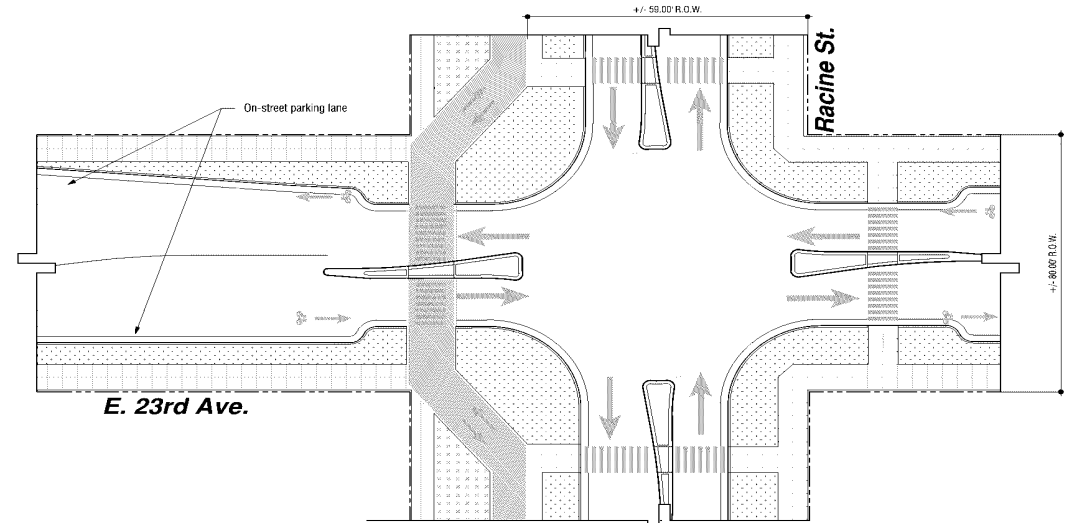 +/- 59.00' R.O.W.
Racine St.
On-street parking lane
+/- 80.00' R.O.W.
E. 23rd Ave.